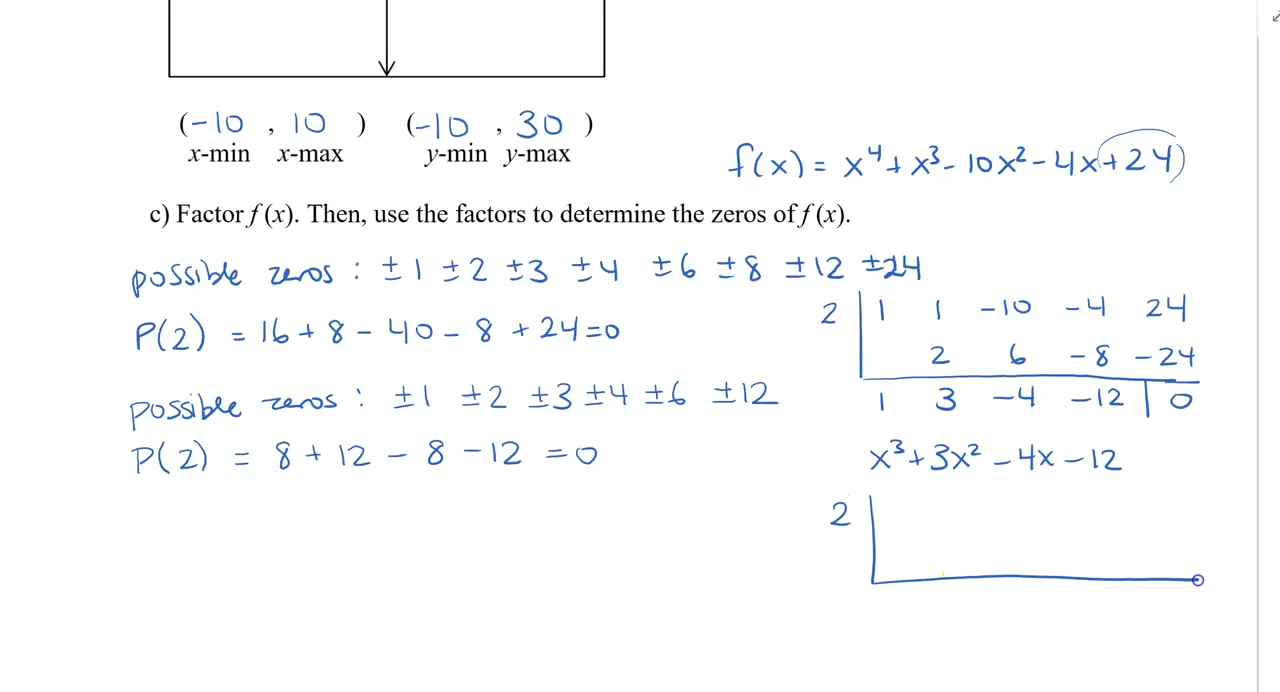 (-10 , 10 ) (-10 , 30 )
x-min x-max y-min y-max
f(x) = x⁴ + x³ - 10x² - 4x + 24
c) Factor f (x). Then, use the factors to determine the zeros of f (x).
possible zeros : ±1 ±2 ±3 ±4 ±6 ±8 ±12 ±24
P(2) = 16 + 8 - 40 - 8 + 24 = 0
2 | 1 1 -10 -4 24
2 6 -8 -24
1 3 -4 -12 | 0
possible zeros : ±1 ±2 ±3 ±4 ±6 ±12
P(2) = 8 + 12 - 8 - 12 = 0
x³ + 3x² - 4x - 12
2